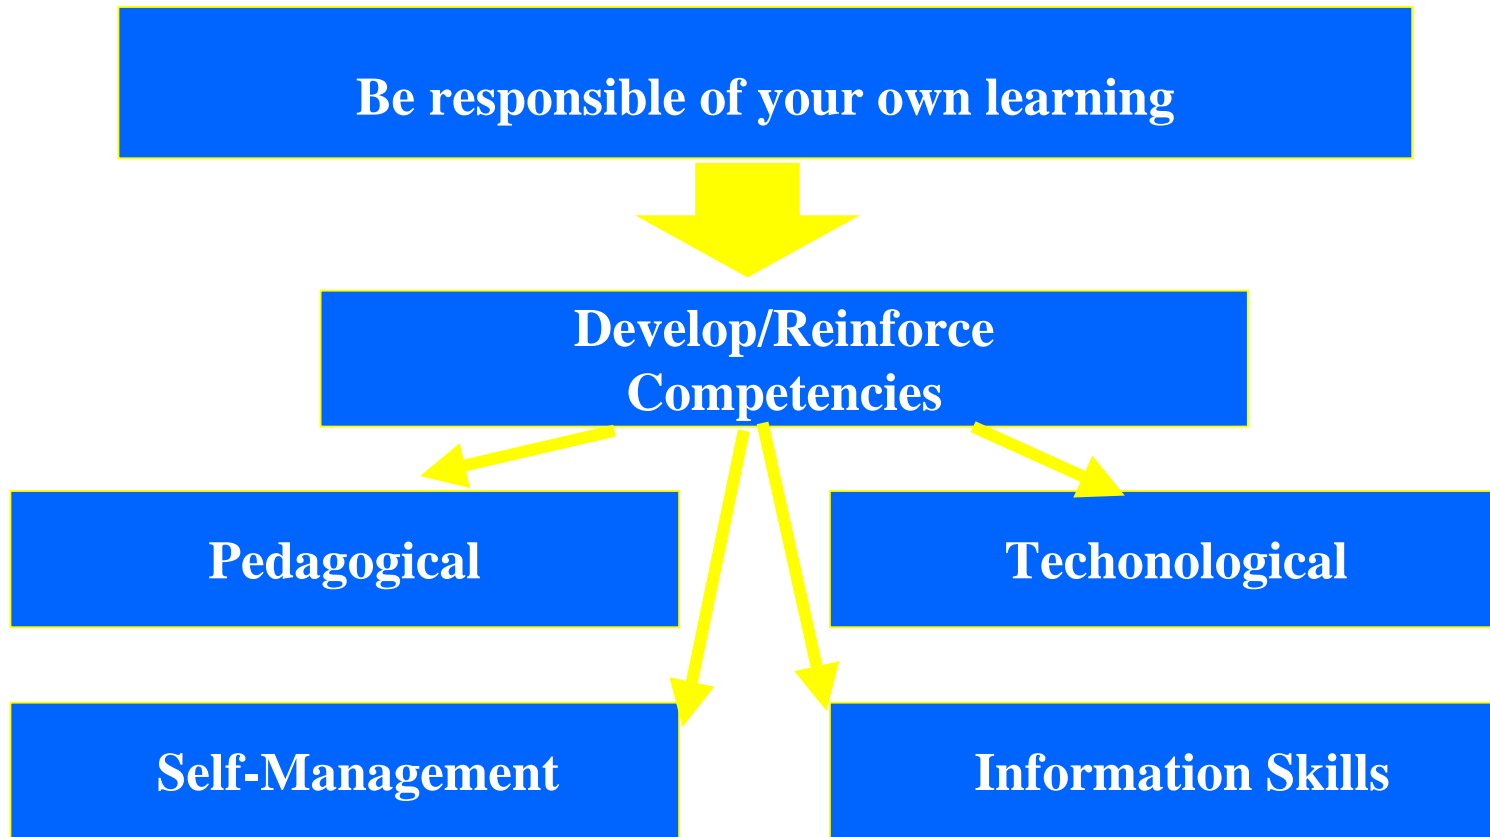 Be responsible of your own learning
Develop/Reinforce
Competencies
Pedagogical
Techonological
Self-Management
Information Skills